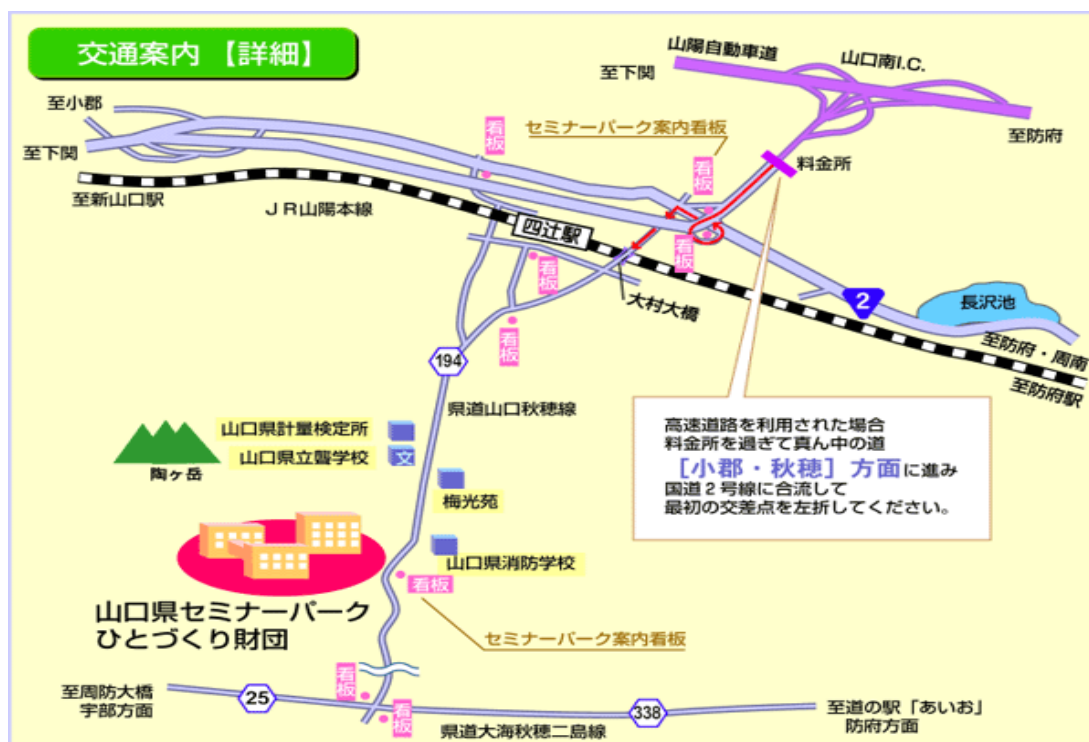 交通案内 【詳細】
山陽自動車道
山口南I.C.
至下関
至防府
至小郡
至下関
看板
セミナーパーク案内看板
看板
料金所
至新山口駅
JR山陽本線
四辻駅
看板
看板
大村大橋
2
長沢池
看板
至防府・周南
至防府駅
194
県道山口秋穂線
高速道路を利用された場合
料金所を過ぎて真ん中の道
［小郡・秋穂］方面に進み
国道2号線に合流して
最初の交差点を左折してください。
山口県計量検定所
山口県立聾学校
文
陶ヶ岳
梅光苑
山口県消防学校
看板
山口県セミナーパーク
ひとづくり財団
セミナーパーク案内看板
看板
至周防大橋
宇部方面
25
看板
県道大海秋穂二島線
338
至道の駅「あいお」
防府方面